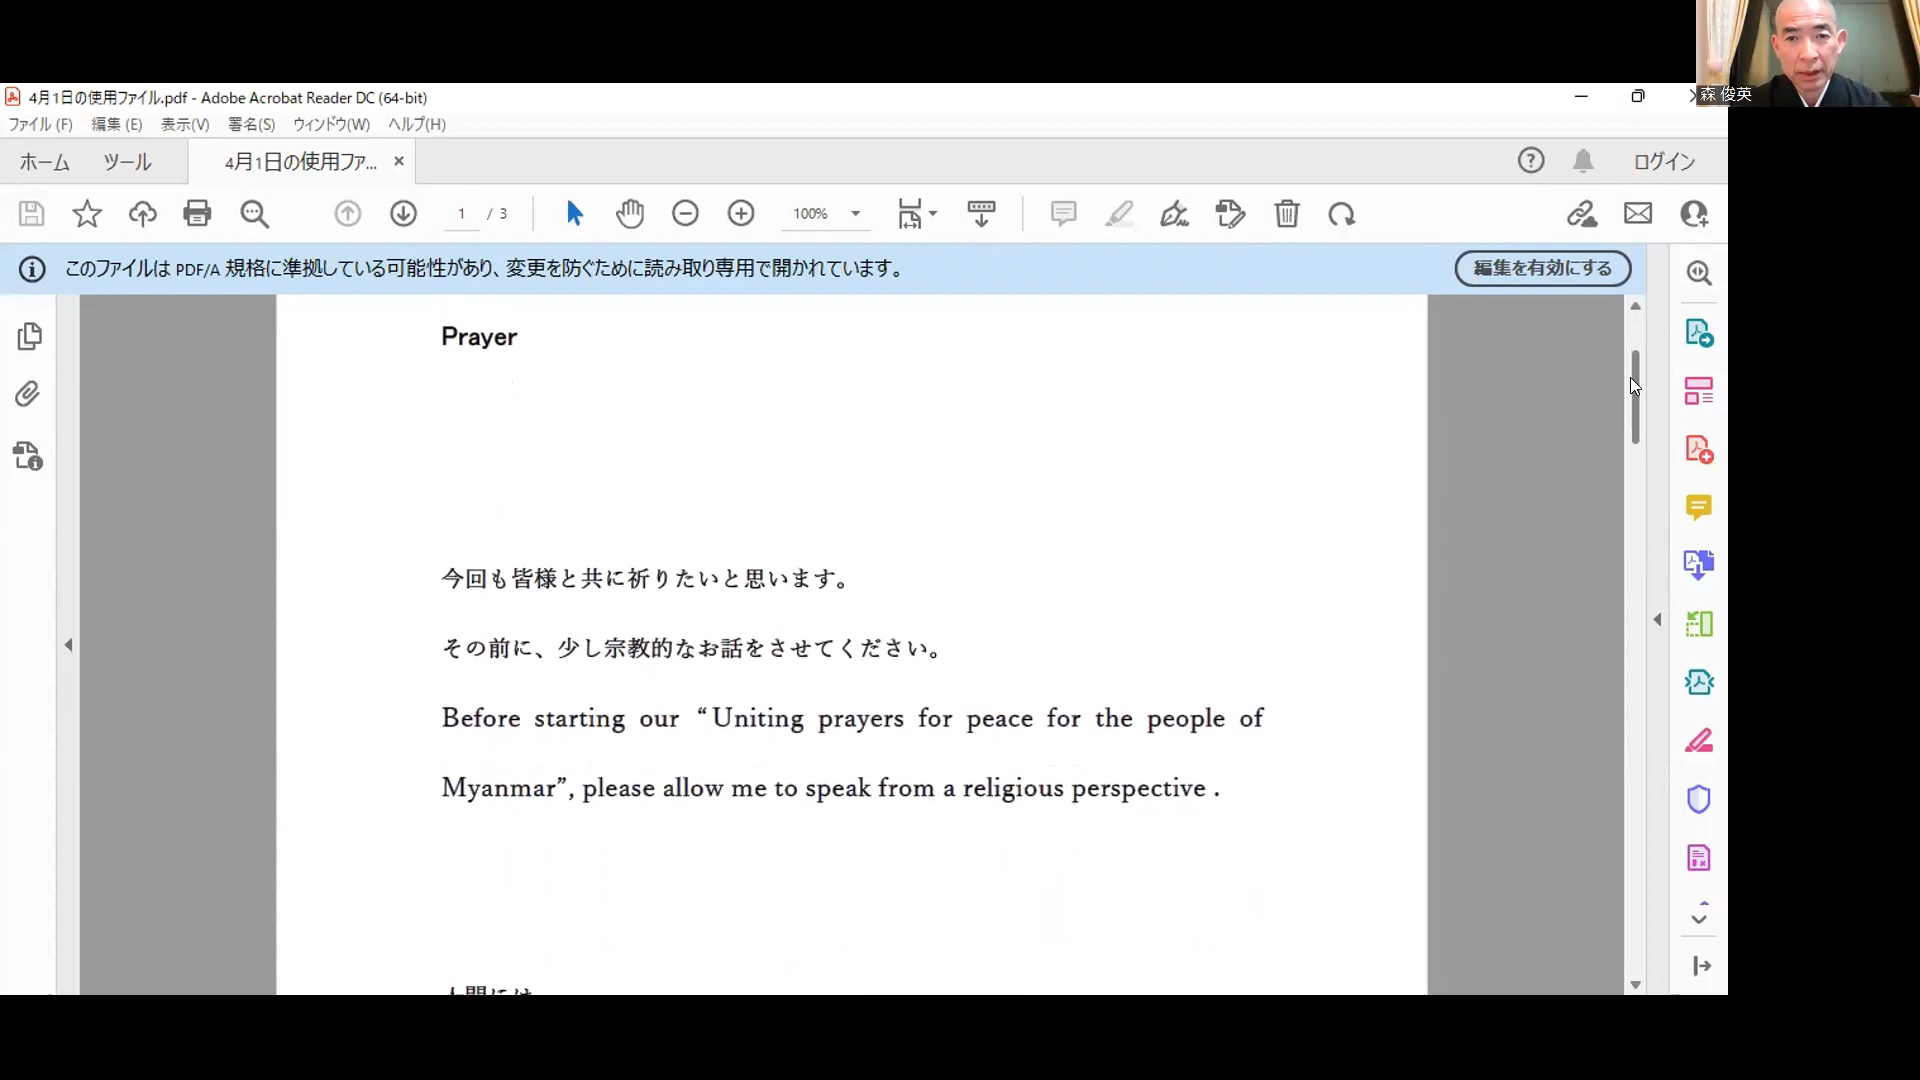 4月1日の使用ファイル.pdf - Adobe Acrobat Reader DC (64-bit)
森 俊英
ファイル (F) 編集 (E) 表示(V) 署名(S) ウィンドウ(W) ヘルプ(H)
ホーム ツール 4月1日の使用ファ... × ログイン
1 / 3 100%
このファイルは PDF/A 規格に準拠している可能性があり、変更を防ぐために読み取り専用で開かれています。 編集を有効にする
Prayer
今回も皆様と共に祈りたいと思います。
その前に、少し宗教的なお話をさせてください。
Before starting our “Uniting prayers for peace for the people of
Myanmar”, please allow me to speak from a religious perspective .